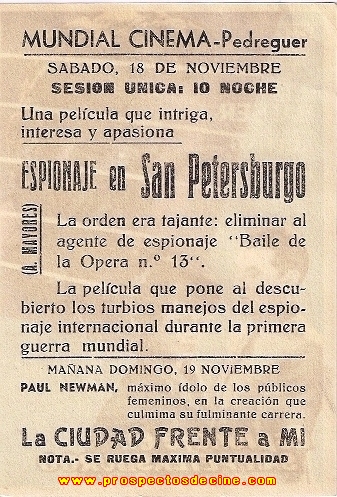 MUNDIAL CINEMA-Pedreguer
SABADO, 18 DE NOVIEMBRE
SESION UNICA: 10 NOCHE
Una película que intriga,
interesa y apasiona
ESPIONAJE en San Petersburgo
(A. MAYORES)
La orden era tajante: eliminar al
agente de espionaje "Baile de
la Opera n.º 13".
La película que pone al descu-
bierto los turbios manejos del espio-
naje internacional durante la primera
guerra mundial.
MAÑANA DOMINGO, 19 NOVIEMBRE
PAUL NEWMAN, máximo ídolo de los públicos
femeninos, en la creación que
culmima su fulminante carrera.
La CIUDAD FRENTE a MI
NOTA.- SE RUEGA MAXIMA PUNTUALIDAD
www.prospectosdecine.com